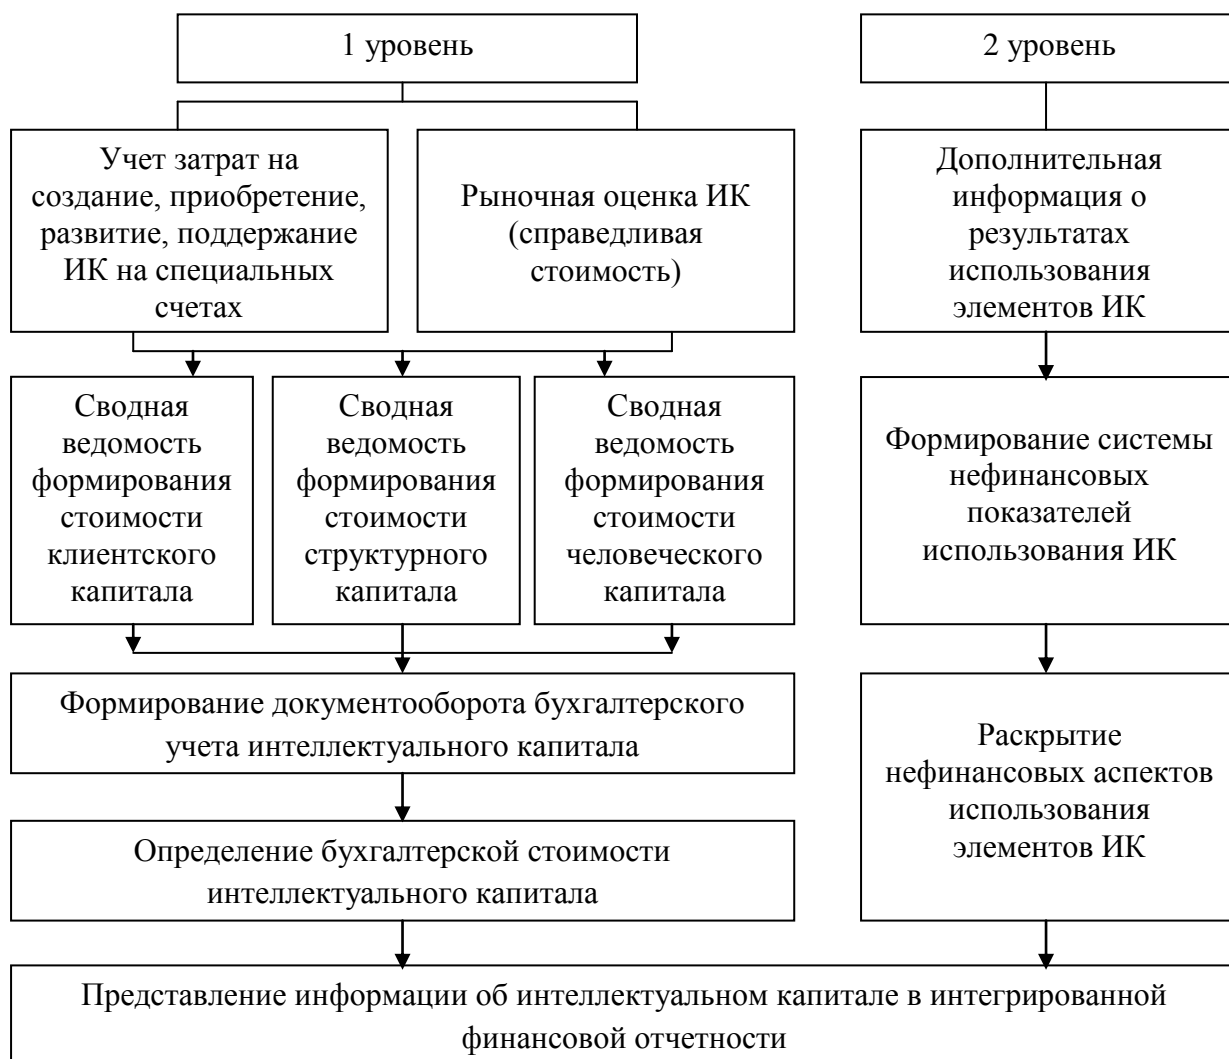 1 уровень
2 уровень
Учет затрат на
создание, приобретение,
развитие, поддержание
ИК на специальных
счетах
Рыночная оценка ИК
(справедливая
стоимость)
Дополнительная
информация о
результатах
использования
элементов ИК
Сводная
ведомость
формирования
стоимости
клиентского
капитала
Сводная
ведомость
формирования
стоимости
структурного
капитала
Сводная
ведомость
формирования
стоимости
человеческого
капитала
Формирование системы
нефинансовых
показателей
использования ИК
Формирование документооборота бухгалтерского
учета интеллектуального капитала
Раскрытие
нефинансовых аспектов
использования
элементов ИК
Определение бухгалтерской стоимости
интеллектуального капитала
Представление информации об интеллектуальном капитале в интегрированной
финансовой отчетности